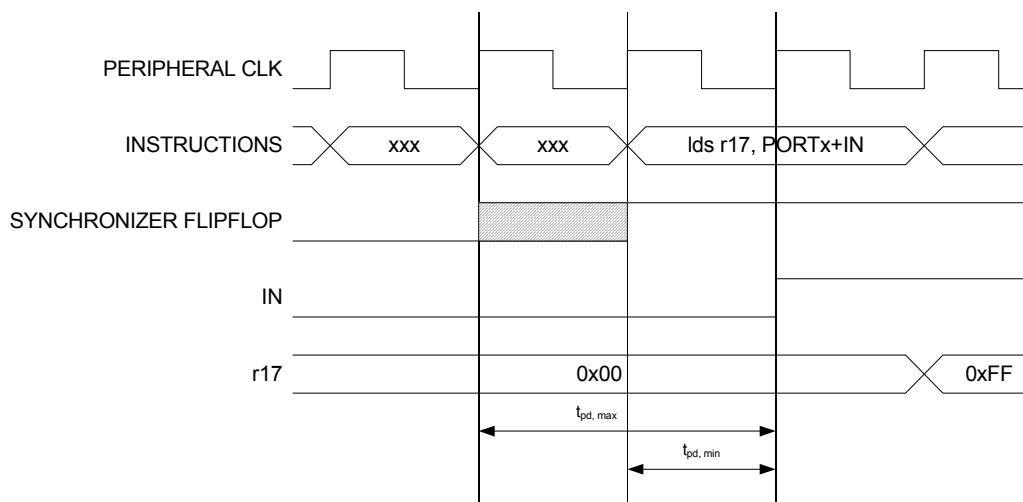 PERIPHERAL CLK
INSTRUCTIONS xxx xxx lds r17, PORTx+IN
SYNCHRONIZER FLIPFLOP
IN
r17 0x00 0xFF
tpd, max
tpd, min